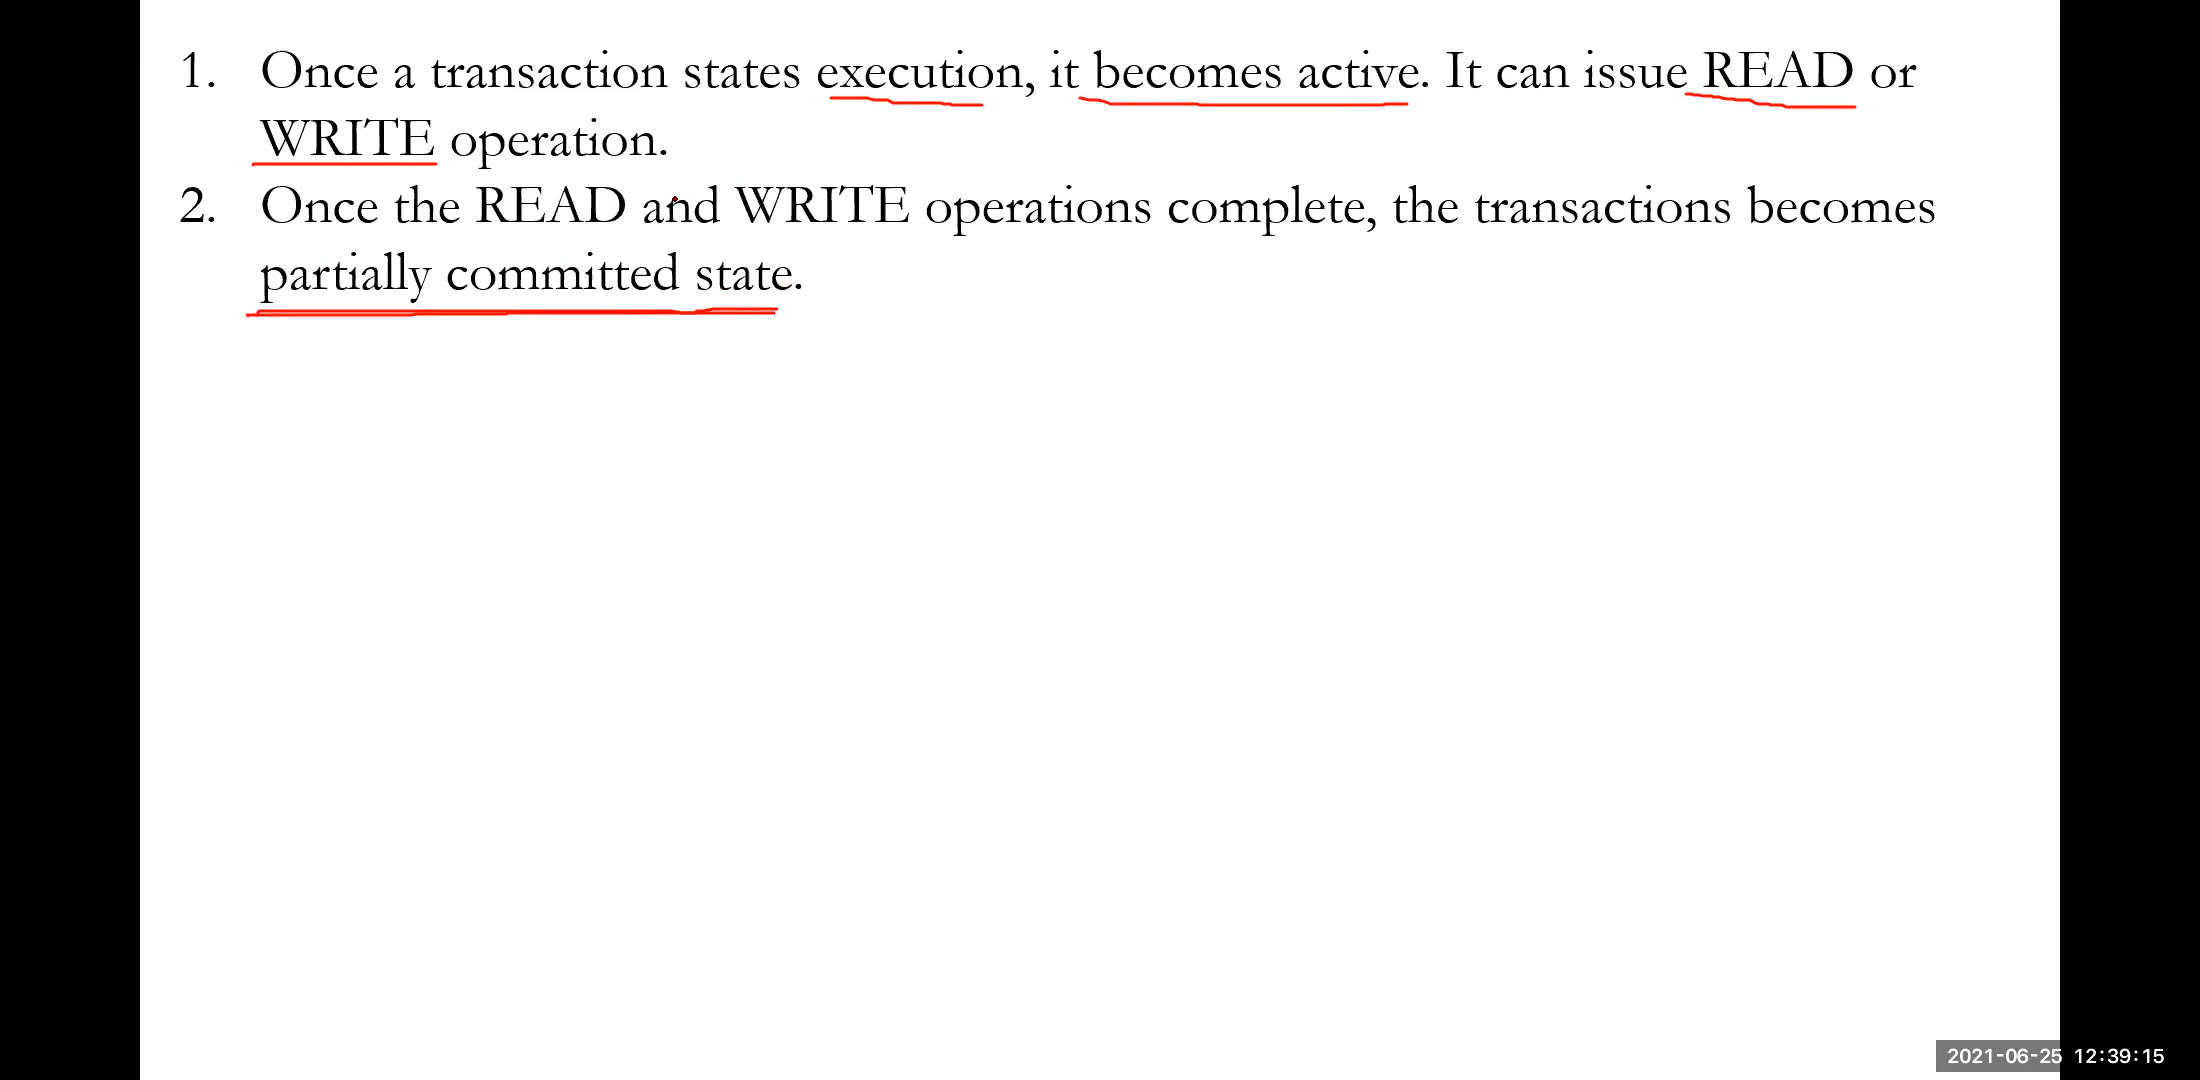 1. Once a transaction states execution, it becomes active. It can issue READ or
WRITE operation.
2. Once the READ and WRITE operations complete, the transactions becomes
partially committed state.
2021-06-25 12:39:15